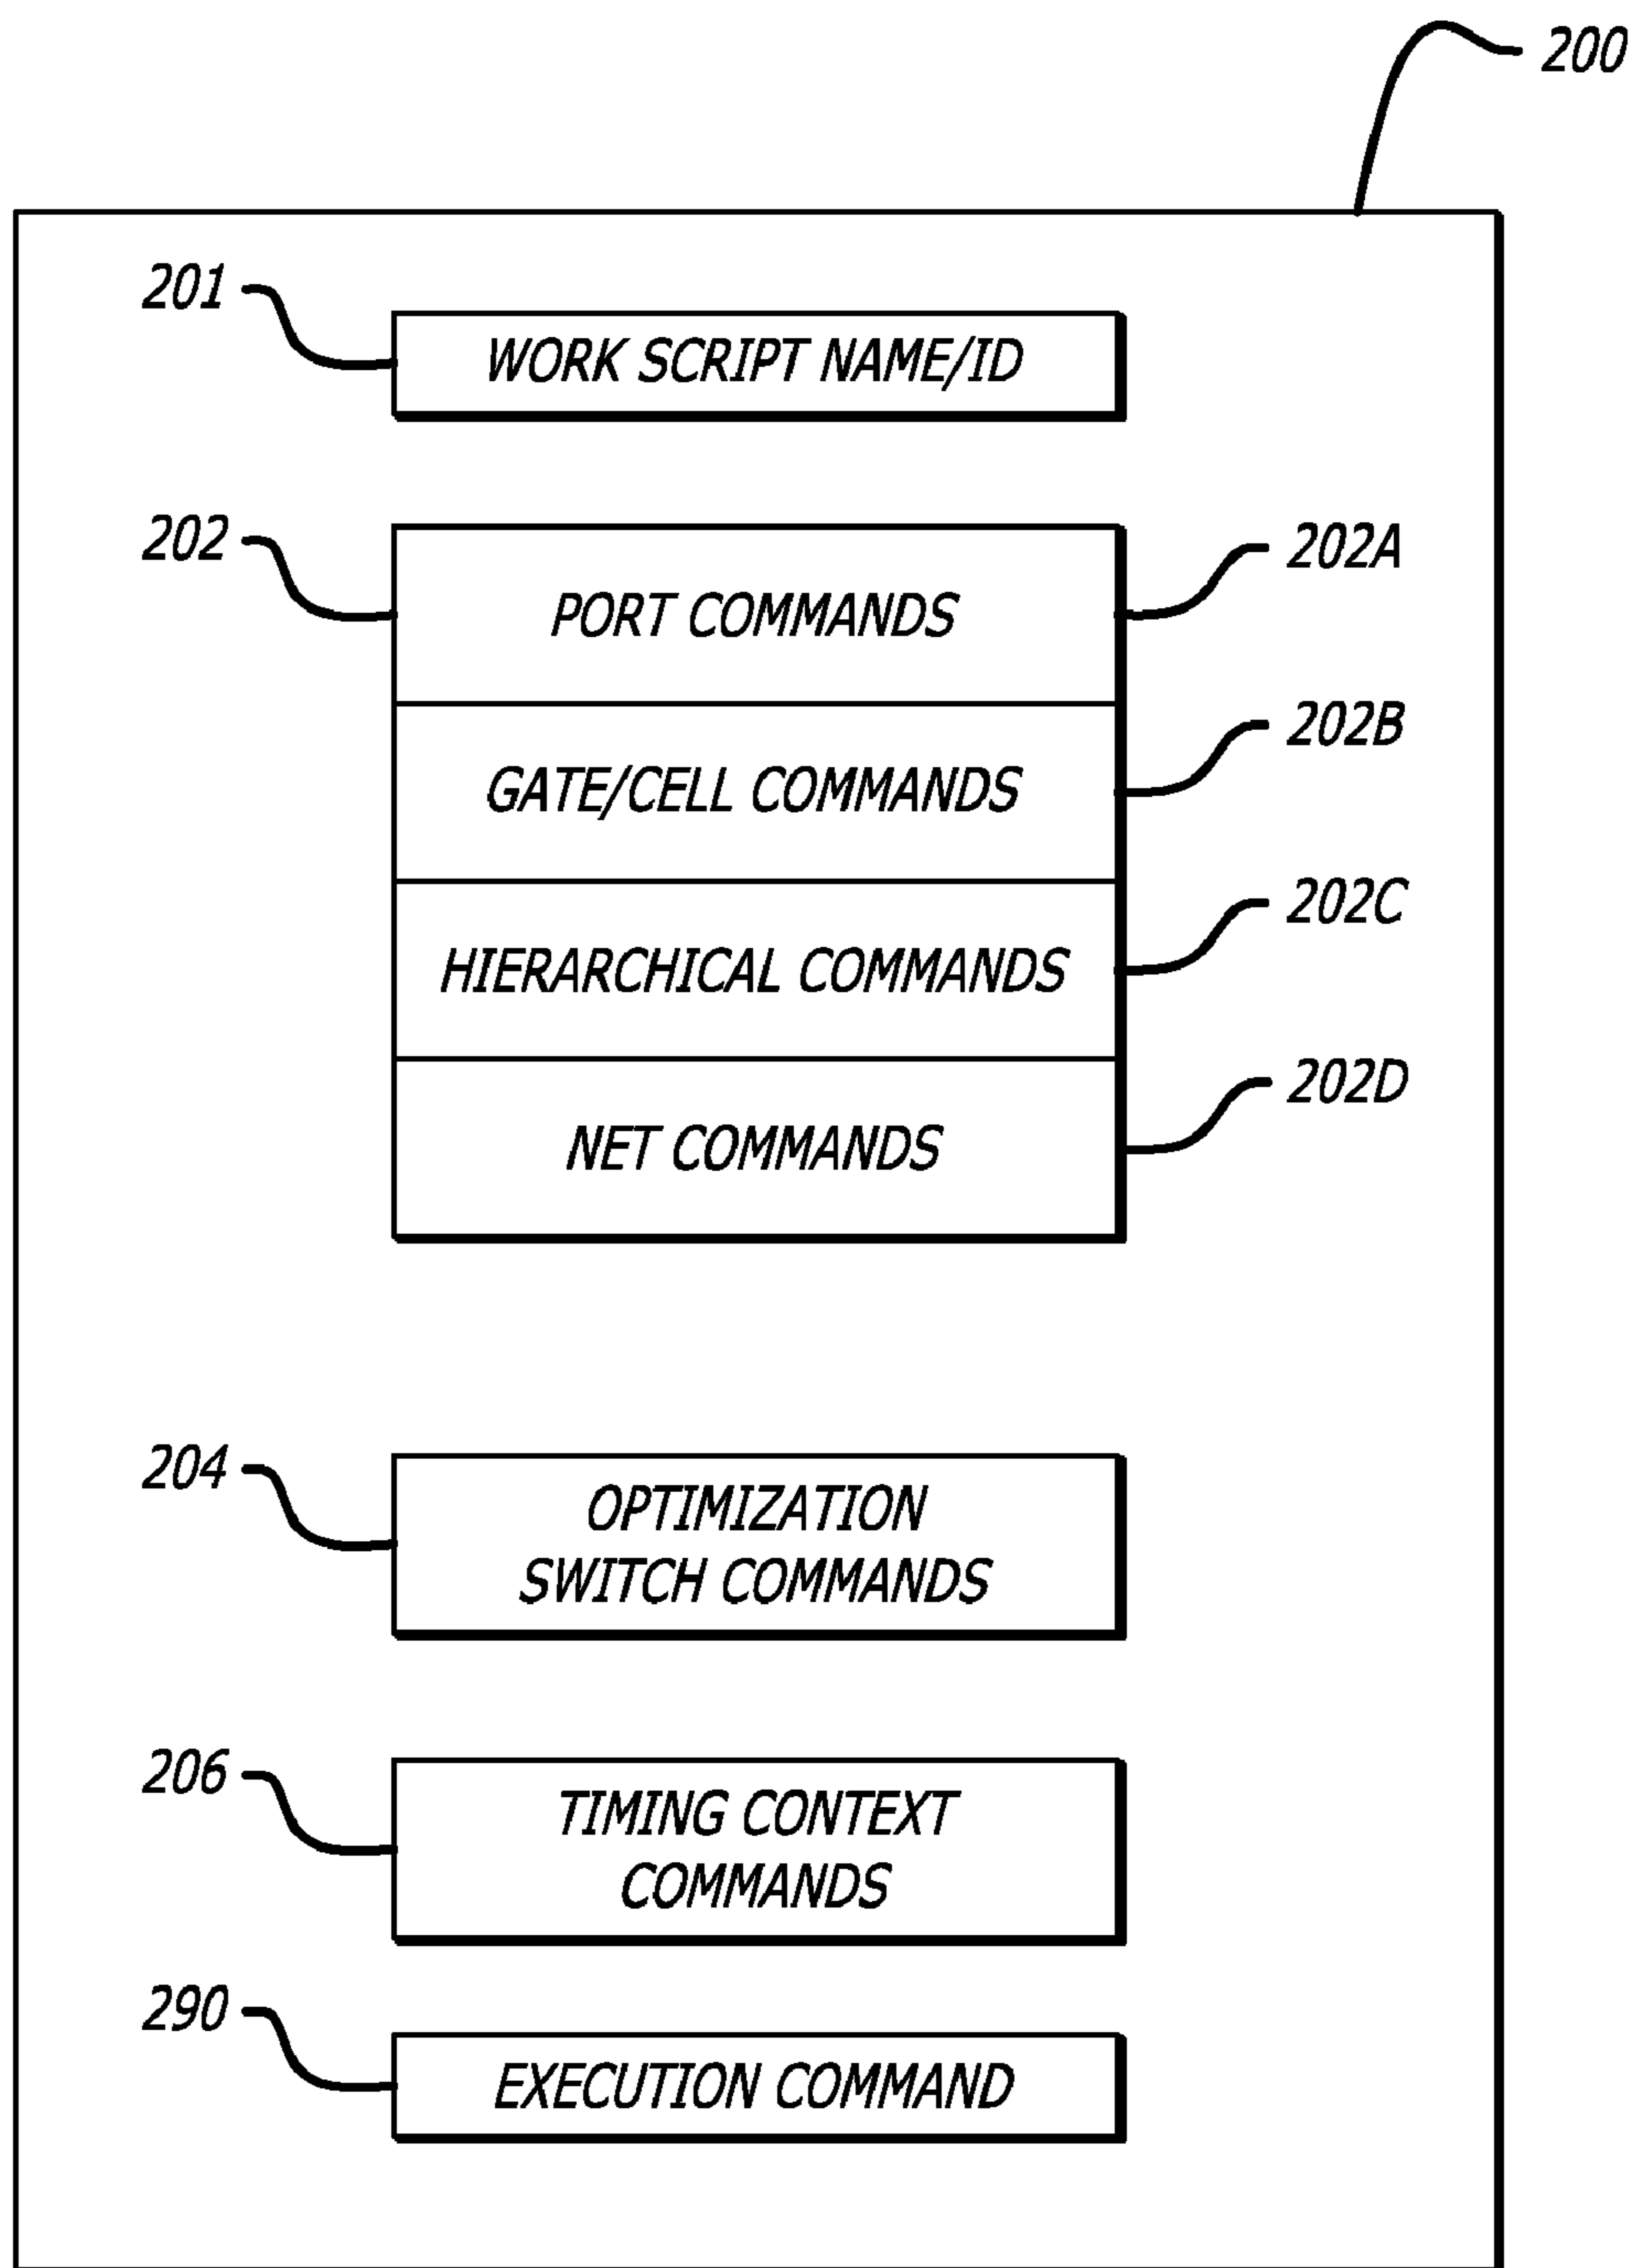 200
201
WORK SCRIPT NAME/ID
202
PORT COMMANDS
202A
GATE/CELL COMMANDS
202B
HIERARCHICAL COMMANDS
202C
NET COMMANDS
202D
204
OPTIMIZATION
SWITCH COMMANDS
206
TIMING CONTEXT
COMMANDS
290
EXECUTION COMMAND